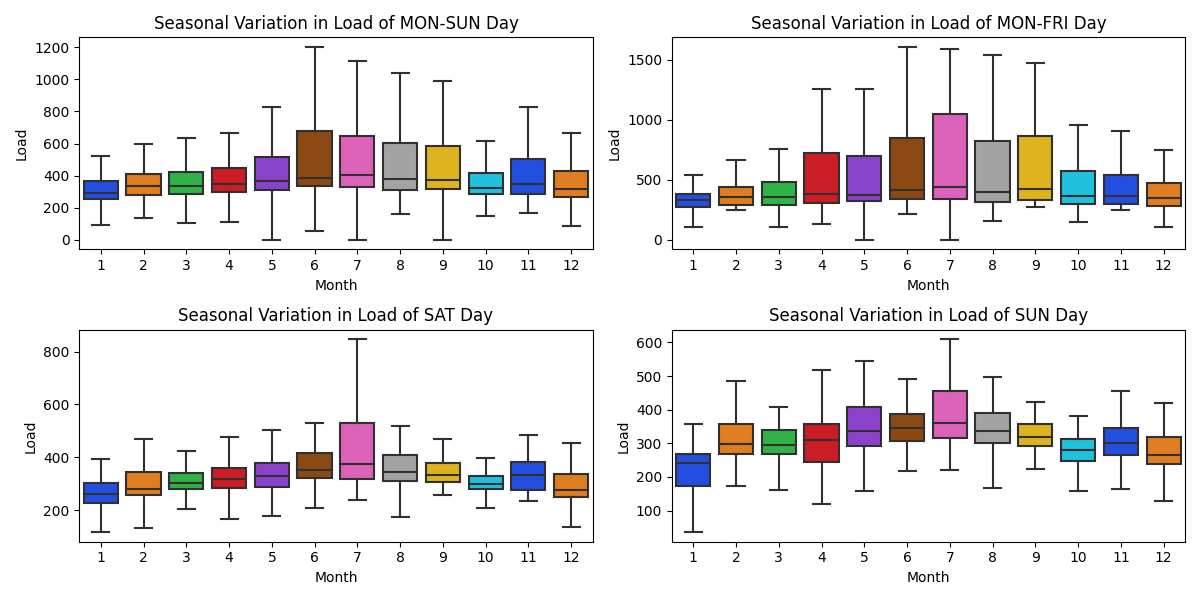 Seasonal Variation in Load of MON-SUN Day
1200
1000
800
600
400
200
0
Load
1 2 3 4 5 6 7 8 9 10 11 12
Month
Seasonal Variation in Load of MON-FRI Day
1500
1000
500
0
Load
1 2 3 4 5 6 7 8 9 10 11 12
Month
Seasonal Variation in Load of SAT Day
800
600
400
200
Load
1 2 3 4 5 6 7 8 9 10 11 12
Month
Seasonal Variation in Load of SUN Day
600
500
400
300
200
100
Load
1 2 3 4 5 6 7 8 9 10 11 12
Month